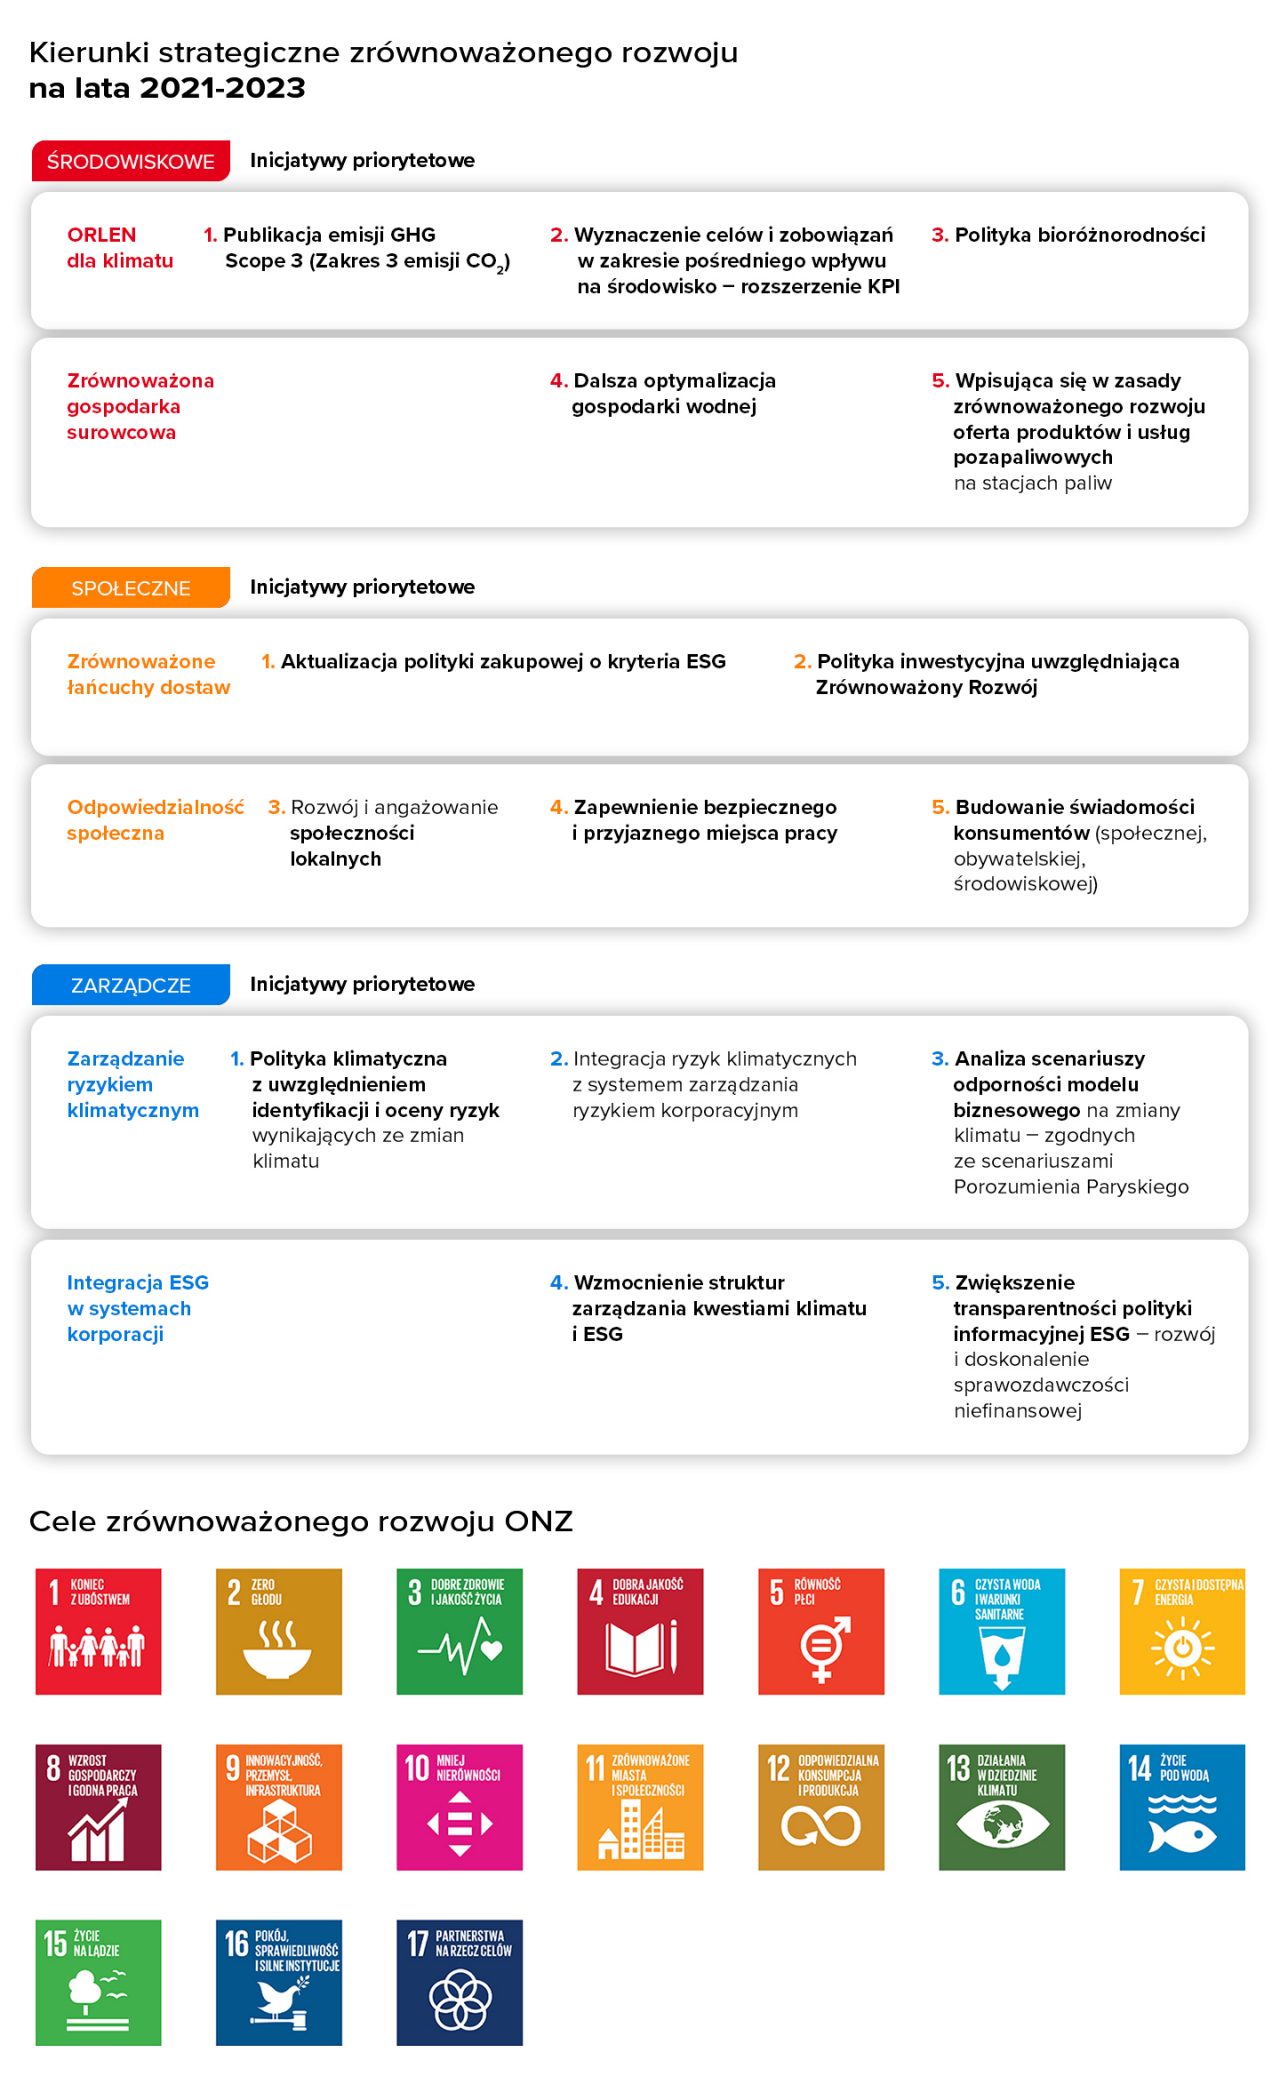 Kierunki strategiczne zrównoważonego rozwoju
na lata 2021-2023
ŚRODOWISKOWE
Inicjatywy priorytetowe
ORLEN
dla klimatu
1. Publikacja emisji GHG
Scope 3 (Zakres 3 emisji CO₂)
2. Wyznaczenie celów i zobowiązań
w zakresie pośredniego wpływu
na środowisko – rozszerzenie KPI
3. Polityka bioróżnorodności
Zrównoważona
gospodarka
surowcowa
4. Dalsza optymalizacja
gospodarki wodnej
5. Wpisująca się w zasady
zrównoważonego rozwoju
oferta produktów i usług
pozapaliwowych
na stacjach paliw
SPOŁECZNE
Inicjatywy priorytetowe
Zrównoważone
łańcuchy dostaw
1. Aktualizacja polityki zakupowej o kryteria ESG
2. Polityka inwestycyjna uwzględniająca
Zrównoważony Rozwój
Odpowiedzialność
społeczna
3. Rozwój i angażowanie
społeczności
lokalnych
4. Zapewnienie bezpiecznego
i przyjaznego miejsca pracy
5. Budowanie świadomości
konsumentów (społecznej,
obywatelskiej,
środowiskowej)
ZARZĄDCZE
Inicjatywy priorytetowe
Zarządzanie
ryzykiem
klimatycznym
1. Polityka klimatyczna
z uwzględnieniem
identyfikacji i oceny ryzyk
wynikających ze zmian
klimatu
2. Integracja ryzyk klimatycznych
z systemem zarządzania
ryzykiem korporacyjnym
3. Analiza scenariuszy
odporności modelu
biznesowego na zmiany
klimatu – zgodnych
ze scenariuszami
Porozumienia Paryskiego
Integracja ESG
w systemach
korporacji
4. Wzmocnienie struktur
zarządzania kwestiami klimatu
i ESG
5. Zwiększenie
transparentności polityki
informacyjnej ESG – rozwój
i doskonalenie
sprawozdawczości
niefinansowej
Cele zrównoważonego rozwoju ONZ
1 KONIEC
Z UBÓSTWEM
2 ZERO
GŁODU
3 DOBRE ZDROWIE
I JAKOŚĆ ŻYCIA
4 DOBRA JAKOŚĆ
EDUKACJI
5 RÓWNOŚĆ
PŁCI
6 CZYSTA WODA
I WARUNKI
SANITARNE
7 CZYSTA I DOSTĘPNA
ENERGIA
8 WZROST
GOSPODARCZY
I GODNA PRACA
9 INNOWACYJNOŚĆ,
PRZEMYSŁ,
INFRASTRUKTURA
10 MNIEJ
NIERÓWNOŚCI
11 ZRÓWNOWAŻONE
MIASTA
I SPOŁECZNOŚCI
12 ODPOWIEDZIALNA
KONSUMPCJA
I PRODUKCJA
13 DZIAŁANIA
W DZIEDZINIE
KLIMATU
14 ŻYCIE
POD WODĄ
15 ŻYCIE
NA LĄDZIE
16 POKÓJ,
SPRAWIEDLIWOŚĆ
I SILNE INSTYTUCJE
17 PARTNERSTWA
NA RZECZ CELÓW